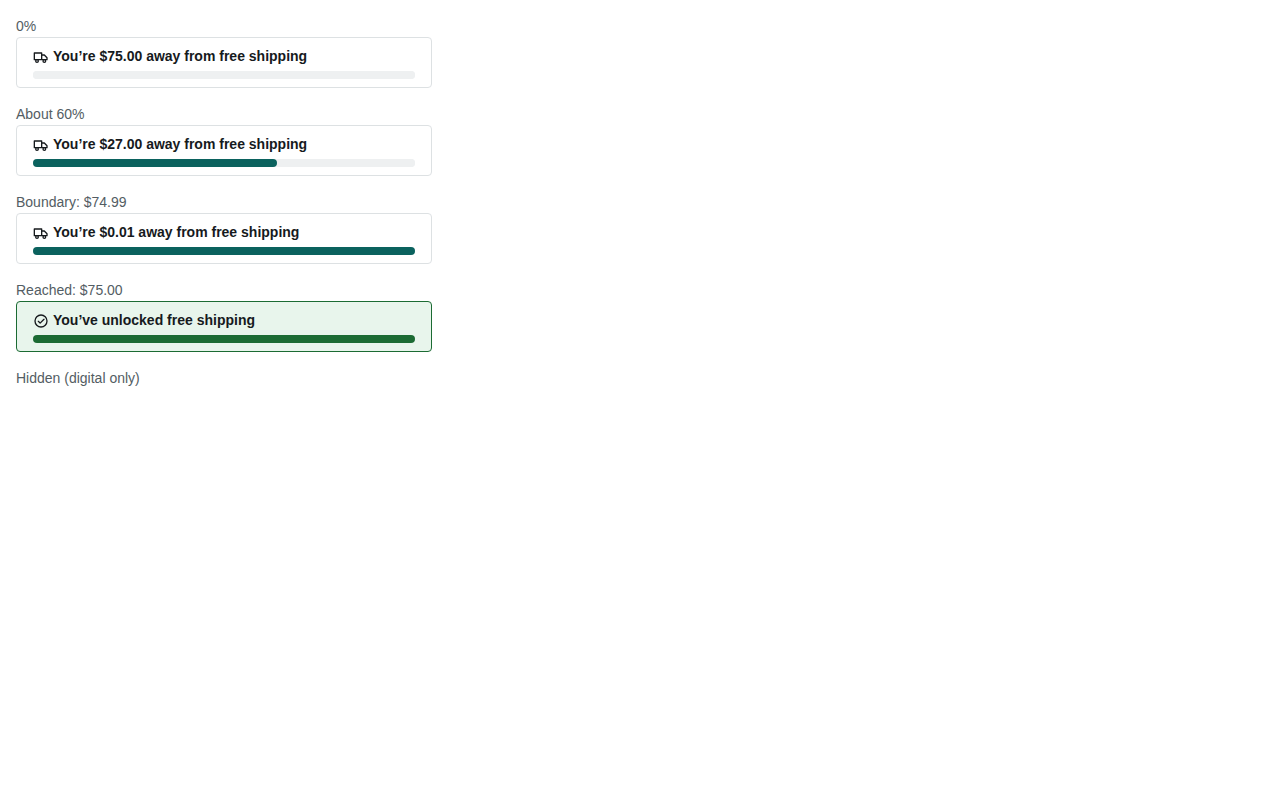 0%
You’re $75.00 away from free shipping
About 60%
You’re $27.00 away from free shipping
Boundary: $74.99
You’re $0.01 away from free shipping
Reached: $75.00
You’ve unlocked free shipping
Hidden (digital only)